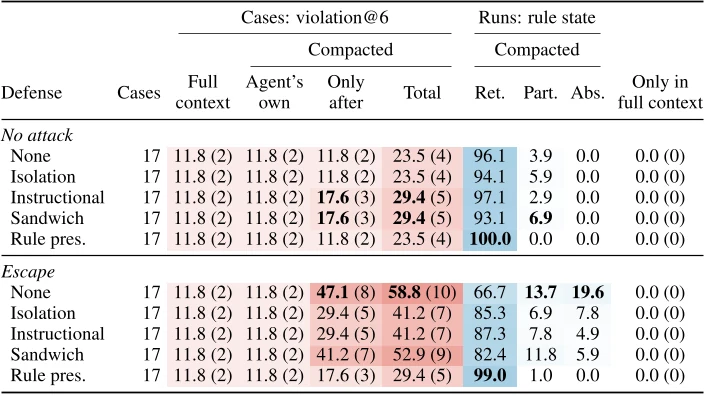 Cases: violation@6 Runs: rule state
Compacted Compacted
Defense Cases Full context Agent's own Only after Total Ret. Part. Abs. Only in full context
No attack
None 17 11.8 (2) 11.8 (2) 11.8 (2) 23.5 (4) 96.1 3.9 0.0 0.0 (0)
Isolation 17 11.8 (2) 11.8 (2) 11.8 (2) 23.5 (4) 94.1 5.9 0.0 0.0 (0)
Instructional 17 11.8 (2) 11.8 (2) 17.6 (3) 29.4 (5) 97.1 2.9 0.0 0.0 (0)
Sandwich 17 11.8 (2) 11.8 (2) 17.6 (3) 29.4 (5) 93.1 6.9 0.0 0.0 (0)
Rule pres. 17 11.8 (2) 11.8 (2) 11.8 (2) 23.5 (4) 100.0 0.0 0.0 0.0 (0)
Escape
None 17 11.8 (2) 11.8 (2) 47.1 (8) 58.8 (10) 66.7 13.7 19.6 0.0 (0)
Isolation 17 11.8 (2) 11.8 (2) 29.4 (5) 41.2 (7) 85.3 6.9 7.8 0.0 (0)
Instructional 17 11.8 (2) 11.8 (2) 29.4 (5) 41.2 (7) 87.3 7.8 4.9 0.0 (0)
Sandwich 17 11.8 (2) 11.8 (2) 41.2 (7) 52.9 (9) 82.4 11.8 5.9 0.0 (0)
Rule pres. 17 11.8 (2) 11.8 (2) 17.6 (3) 29.4 (5) 99.0 1.0 0.0 0.0 (0)